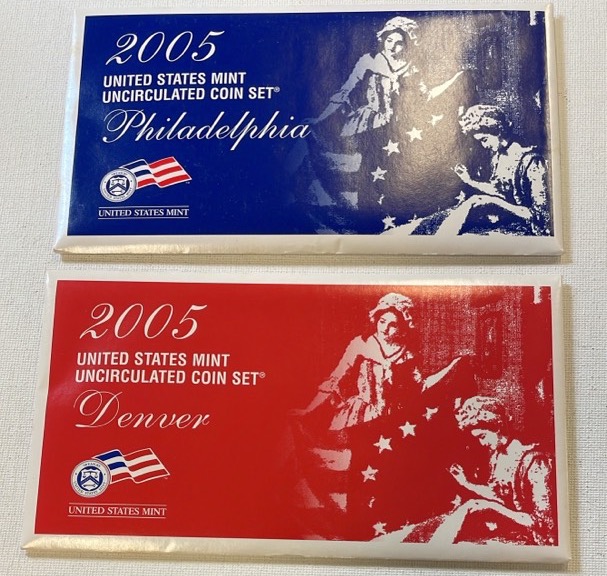 2005
UNITED STATES MINT
UNCIRCULATED COIN SET®
Philadelphia
UNITED STATES MINT
2005
UNITED STATES MINT
UNCIRCULATED COIN SET®
Denver
UNITED STATES MINT